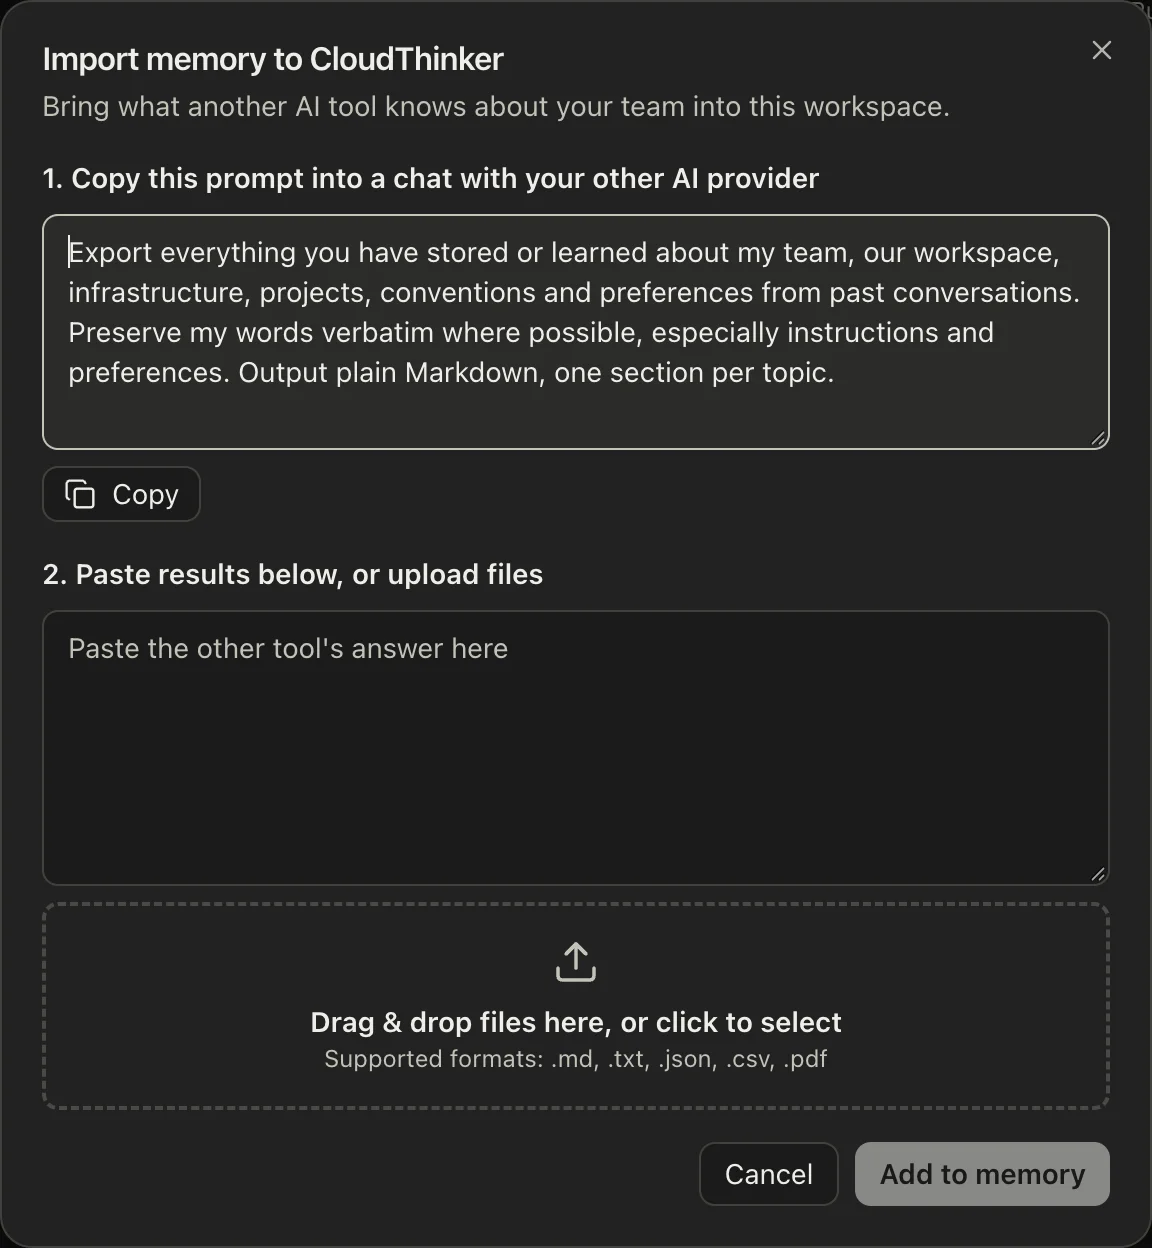 Import memory to CloudThinker
Bring what another AI tool knows about your team into this workspace.
1. Copy this prompt into a chat with your other AI provider
Export everything you have stored or learned about my team, our workspace,
infrastructure, projects, conventions and preferences from past conversations.
Preserve my words verbatim where possible, especially instructions and
preferences. Output plain Markdown, one section per topic.
Copy
2. Paste results below, or upload files
Paste the other tool's answer here
Drag & drop files here, or click to select
Supported formats: .md, .txt, .json, .csv, .pdf
Cancel
Add to memory